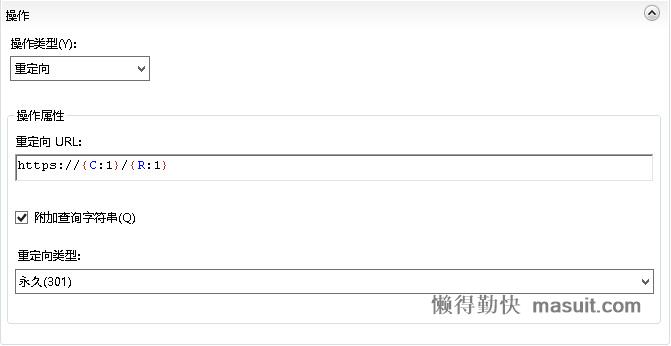 操作
操作类型(Y):
重定向
操作属性
重定向 URL:
https://{C:1}/{R:1}
附加查询字符串(Q)
重定向类型:
永久(301)
懒得勤快 masuit.com